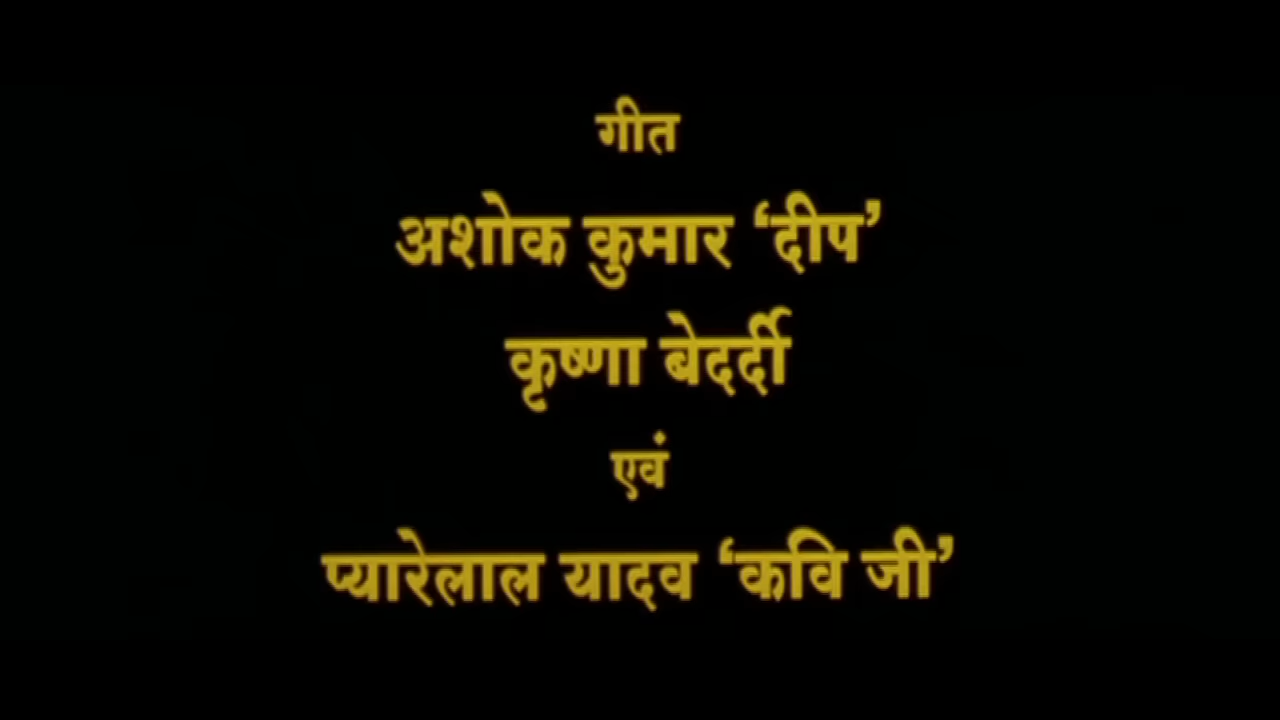 गीत
अशोक कुमार ‘दीप’
कृष्णा बेदर्दी
एवं
प्यारेलाल यादव ‘कवि जी’